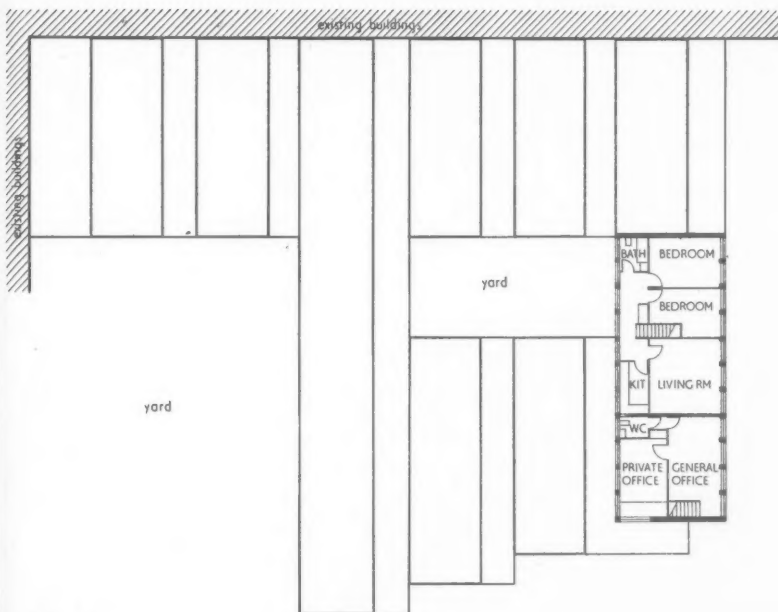 existing buildings
existing buildings
BATH
BEDROOM
yard
BEDROOM
KIT
LIVING RM
yard
WC
PRIVATE
OFFICE
GENERAL
OFFICE